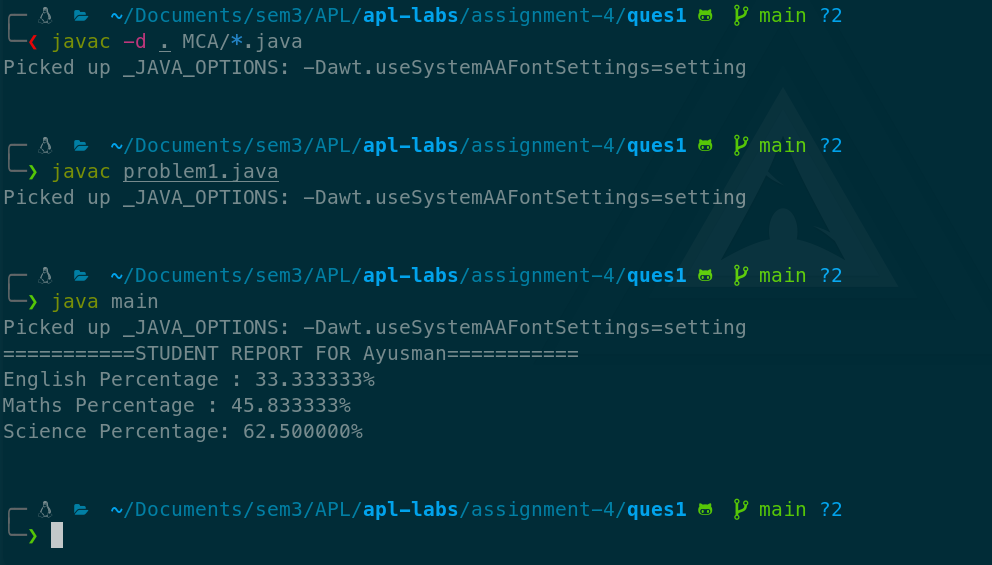 ~/Documents/sem3/APL/apl-labs/assignment-4/ques1 main ?2
❮ javac -d . MCA/*.java
Picked up _JAVA_OPTIONS: -Dawt.useSystemAAFontSettings=setting
~/Documents/sem3/APL/apl-labs/assignment-4/ques1 main ?2
❯ javac problem1.java
Picked up _JAVA_OPTIONS: -Dawt.useSystemAAFontSettings=setting
~/Documents/sem3/APL/apl-labs/assignment-4/ques1 main ?2
❯ java main
Picked up _JAVA_OPTIONS: -Dawt.useSystemAAFontSettings=setting
===========STUDENT REPORT FOR Ayusman===========
English Percentage : 33.333333%
Maths Percentage : 45.833333%
Science Percentage: 62.500000%
~/Documents/sem3/APL/apl-labs/assignment-4/ques1 main ?2
❯